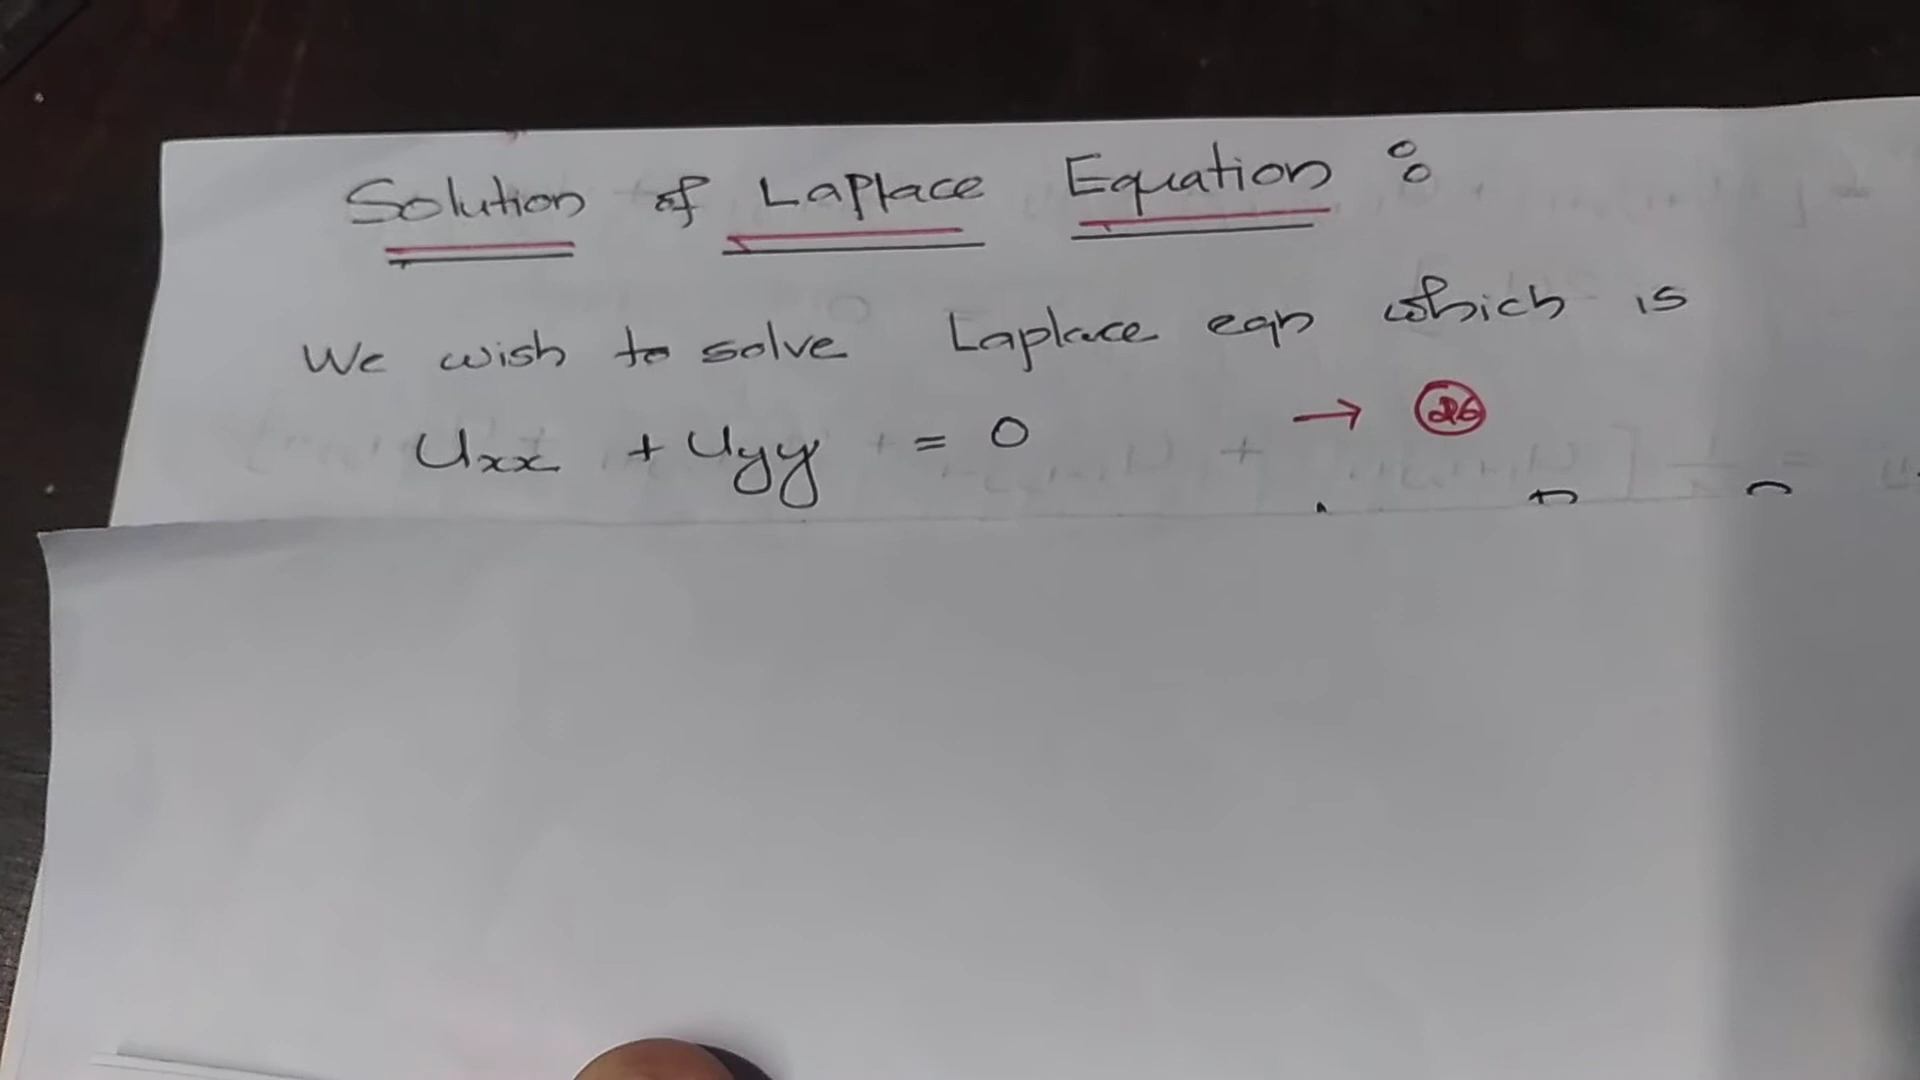 Solution of Laplace Equation :
We wish to solve Laplace eqn which is
Uxx + Uyy = 0 → 26